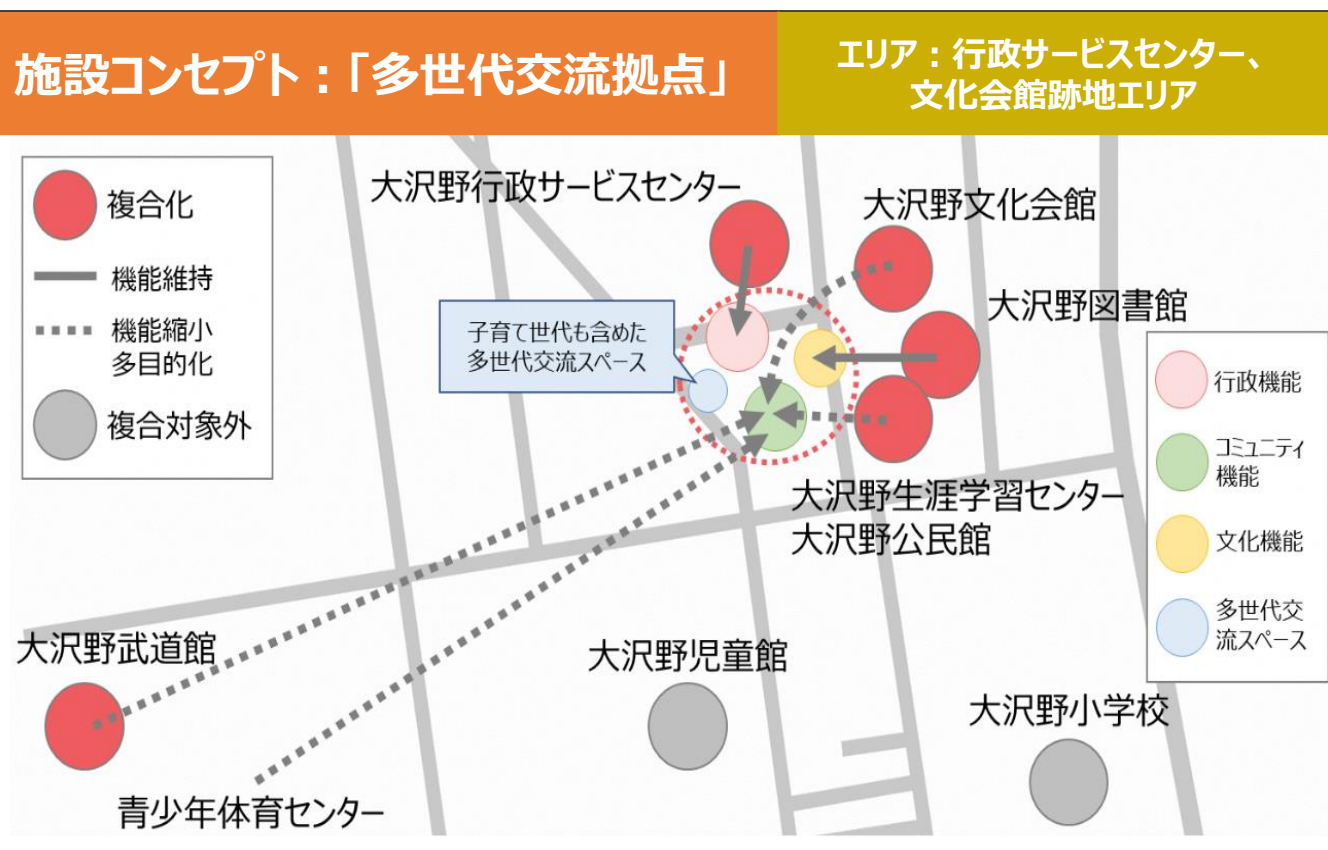 施設コンセプト：「多世代交流拠点」
エリア：行政サービスセンター、
文化会館跡地エリア
複合化
機能維持
機能縮小
多目的化
複合対象外
大沢野行政サービスセンター
大沢野文化会館
大沢野図書館
子育て世代も含めた
多世代交流スペース
行政機能
コミュニティ
機能
文化機能
多世代交
流スペース
大沢野生涯学習センター
大沢野公民館
大沢野武道館
大沢野児童館
大沢野小学校
青少年体育センター